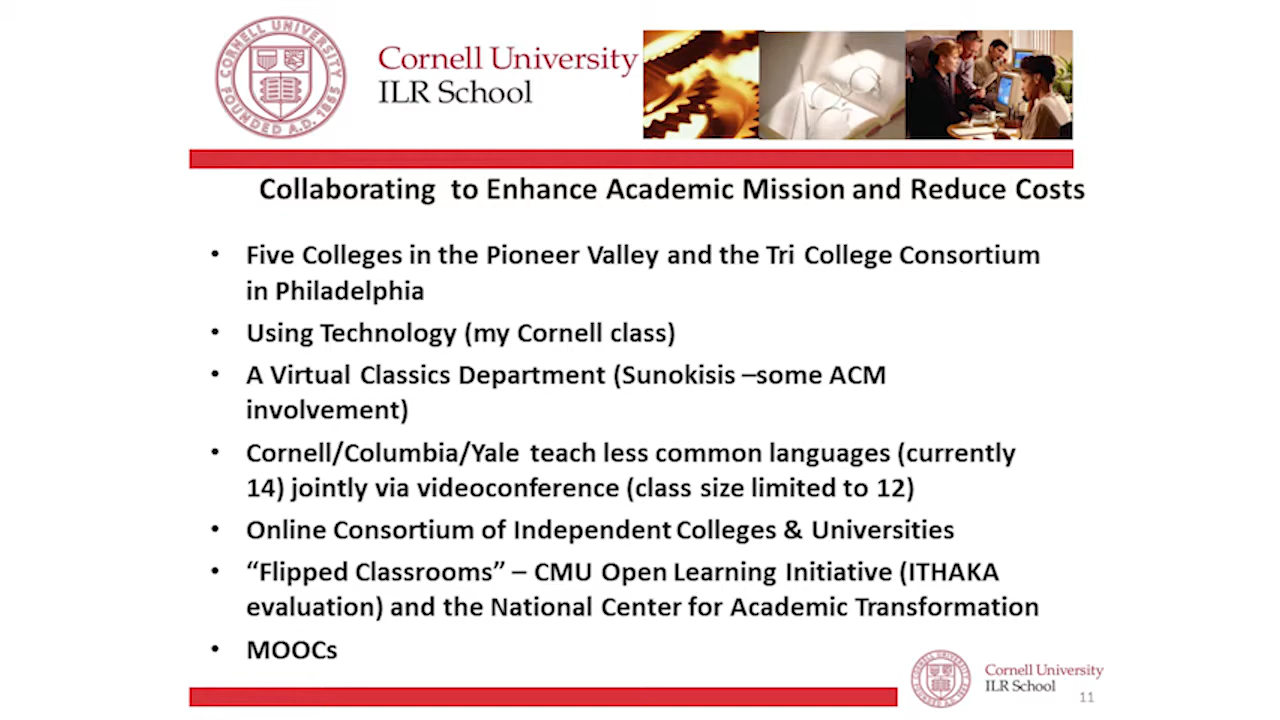 CORNELL UNIVERSITY
FOUNDED A.D. 1865
Cornell University
ILR School
Collaborating to Enhance Academic Mission and Reduce Costs
• Five Colleges in the Pioneer Valley and the Tri College Consortium
in Philadelphia
• Using Technology (my Cornell class)
• A Virtual Classics Department (Sunokisis –some ACM
involvement)
• Cornell/Columbia/Yale teach less common languages (currently
14) jointly via videoconference (class size limited to 12)
• Online Consortium of Independent Colleges & Universities
• “Flipped Classrooms” – CMU Open Learning Initiative (ITHAKA
evaluation) and the National Center for Academic Transformation
• MOOCs
Cornell University
ILR School
11